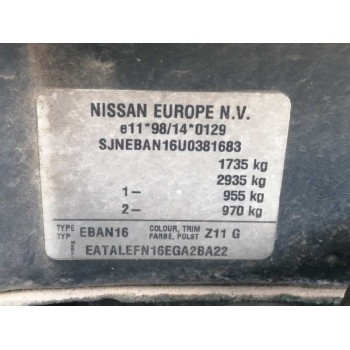 NISSAN EUROPE N.V.
e11*98/14*0129
SJNEBAN16U0381683
1735 kg
2935 kg
1– 955 kg
2– 970 kg
TYPE TYP EBAN16 COLOUR, TRIM FARBE, POLST Z11 G
EATALEFN16EGA2BA22